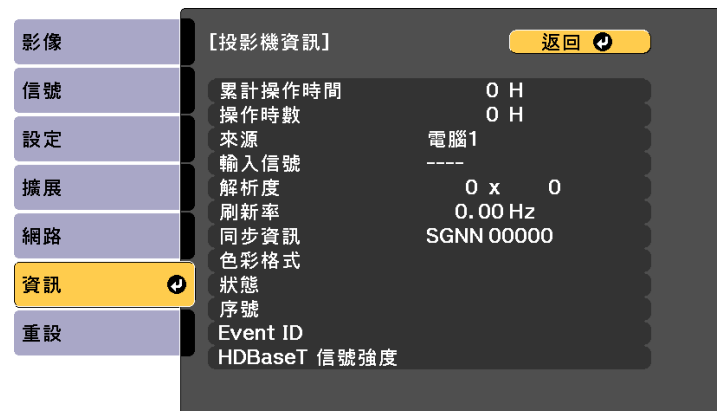 影像
信號
設定
擴展
網路
資訊
重設
[投影機資訊]
返回
累計操作時間 0 H
操作時數 0 H
來源 電腦1
輸入信號 ----
解析度 0 x 0
刷新率 0.00 Hz
同步資訊 SGNN 00000
色彩格式
狀態
序號
Event ID
HDBaseT 信號強度